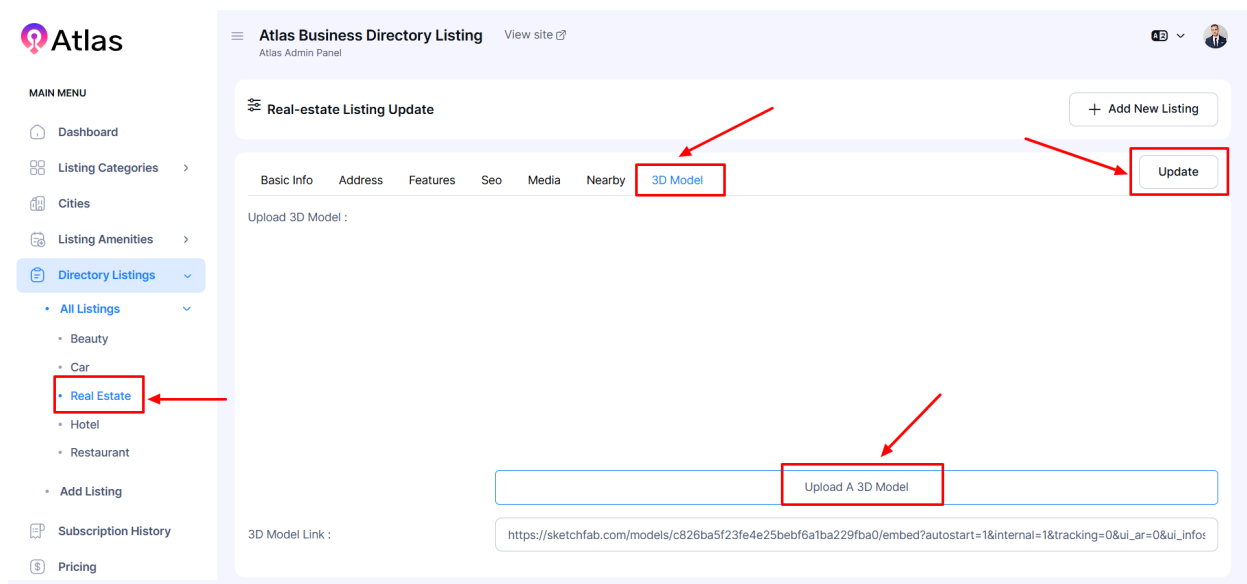 Atlas
Atlas Business Directory Listing
View site
Atlas Admin Panel
MAIN MENU
Dashboard
Listing Categories
Cities
Listing Amenities
Directory Listings
All Listings
Beauty
Car
Real Estate
Hotel
Restaurant
Add Listing
Subscription History
Pricing
Real-estate Listing Update
Add New Listing
Basic Info Address Features Seo Media Nearby 3D Model
Update
Upload 3D Model :
Upload A 3D Model
3D Model Link :
https://sketchfab.com/models/c826ba5f23fe4e25bebf6a1ba229fba0/embed?autostart=1&internal=1&tracking=0&ui_ar=0&ui_infos